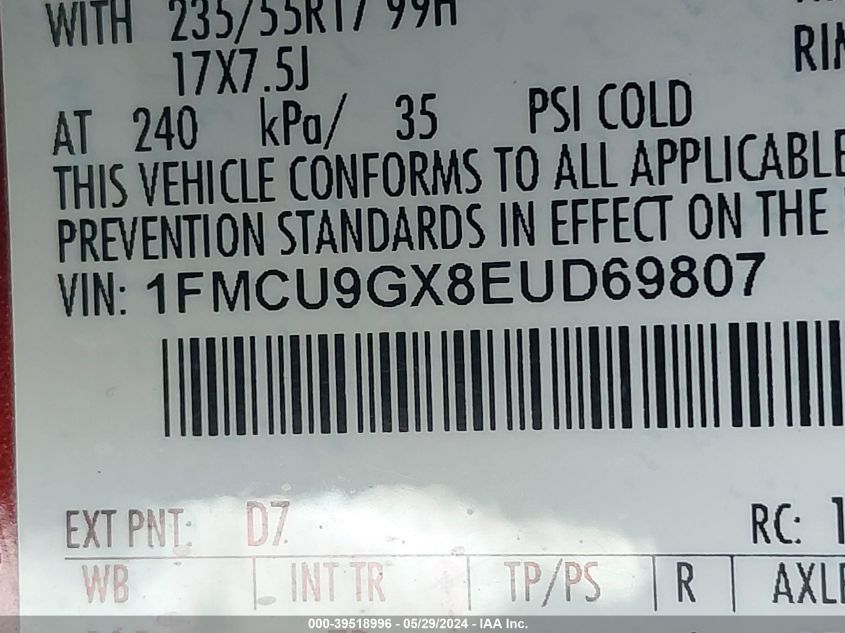 WITH 235/55R17 99H
17X7.5J
AT 240 kPa/ 35 PSI COLD
THIS VEHICLE CONFORMS TO ALL APPLICABLE
PREVENTION STANDARDS IN EFFECT ON THE
VIN: 1FMCU9GX8EUD69807
EXT PNT: D7
RC: 1
WB INT TR TP/PS R AXLE
000-39518996 - 05/29/2024 - IAA Inc.